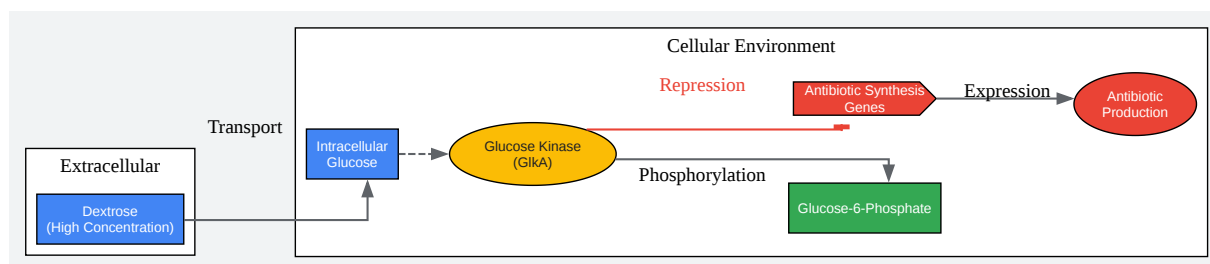 Cellular Environment
Repression
Antibiotic Synthesis
Genes
Expression
Antibiotic
Production
Transport
Intracellular
Glucose
Glucose Kinase
(GlkA)
Phosphorylation
Glucose-6-Phosphate
Extracellular
Dextrose
(High Concentration)